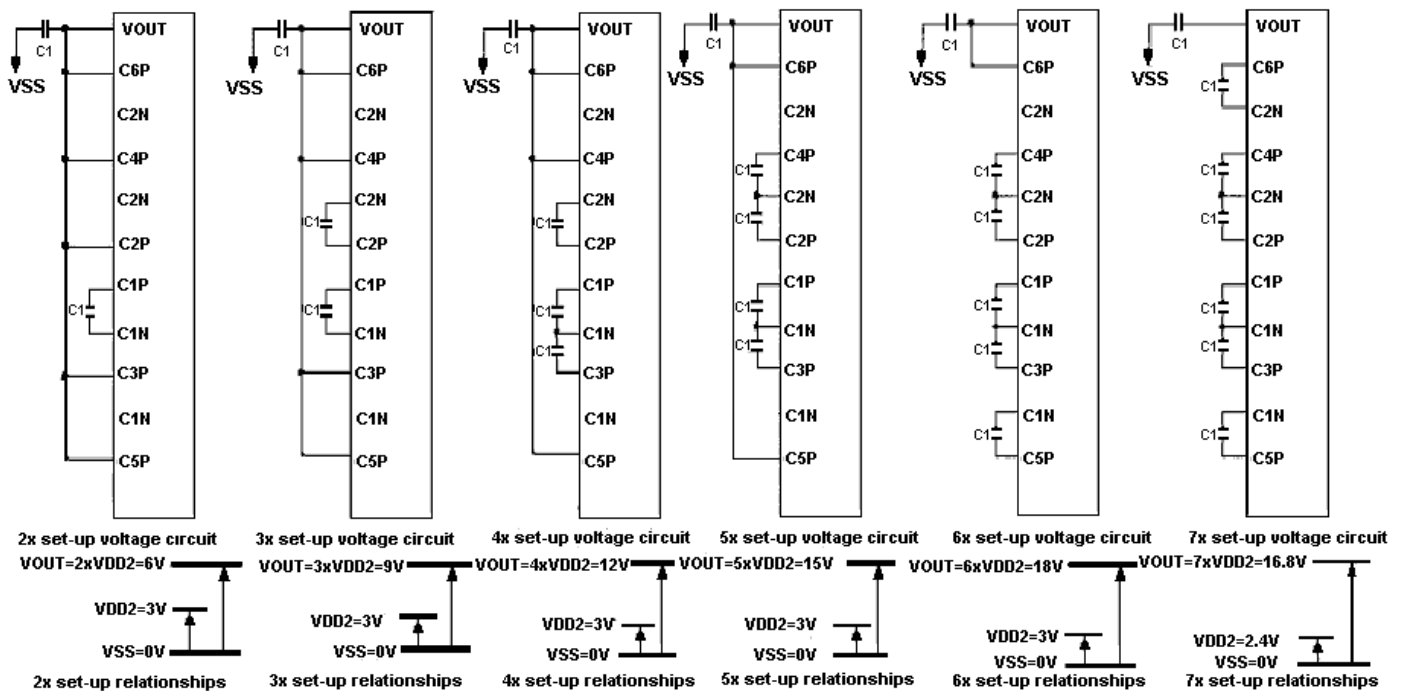 VOUT
C1
VSS
C6P
C2N
C4P
C2N
C2P
C1P
C1
C1N
C3P
C1N
C5P
2x set-up voltage circuit
VOUT=2xVDD2=6V
VDD2=3V
VSS=0V
2x set-up relationships
VOUT
C1
VSS
C6P
C2N
C4P
C2N
C1
C2P
C1P
C1
C1N
C3P
C1N
C5P
3x set-up voltage circuit
VOUT=3xVDD2=9V
VDD2=3V
VSS=0V
3x set-up relationships
VOUT
C1
VSS
C6P
C2N
C4P
C2N
C1
C2P
C1P
C1
C1N
C1
C3P
C1N
C5P
4x set-up voltage circuit
VOUT=4xVDD2=12V
VDD2=3V
VSS=0V
4x set-up relationships
VOUT
C1
VSS
C6P
C2N
C4P
C1
C2N
C1
C2P
C1P
C1
C1N
C1
C3P
C1N
C5P
5x set-up voltage circuit
VOUT=5xVDD2=15V
VDD2=3V
VSS=0V
5x set-up relationships
VOUT
C1
VSS
C6P
C2N
C4P
C1
C2N
C1
C2P
C1P
C1
C1N
C1
C3P
C1N
C1
C5P
6x set-up voltage circuit
VOUT=6xVDD2=18V
VDD2=3V
VSS=0V
6x set-up relationships
VOUT
C1
VSS
C6P
C1
C2N
C4P
C1
C2N
C1
C2P
C1P
C1
C1N
C1
C3P
C1N
C1
C5P
7x set-up voltage circuit
VOUT=7xVDD2=16.8V
VDD2=2.4V
VSS=0V
7x set-up relationships